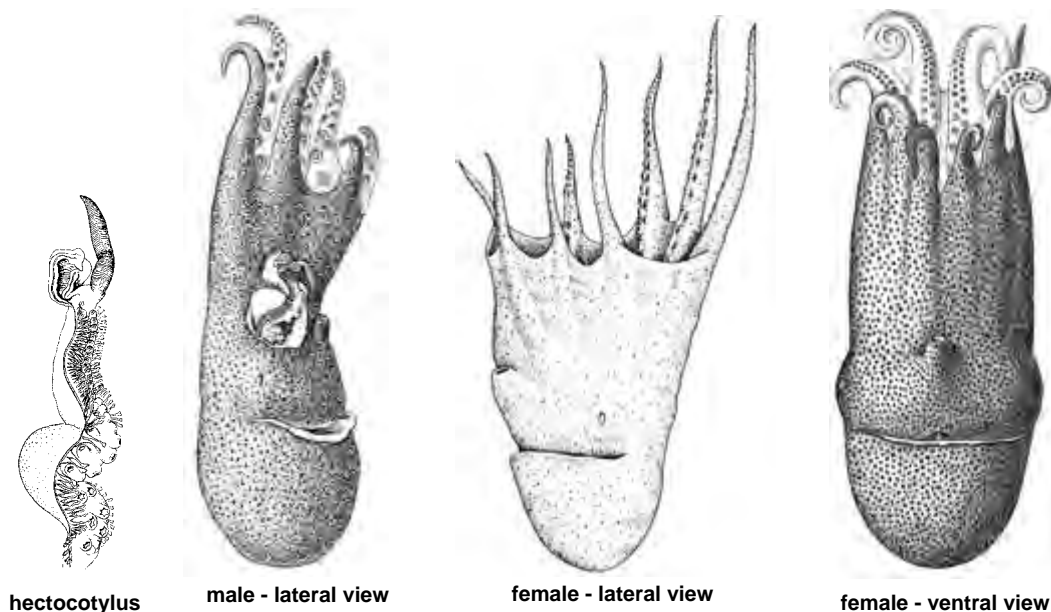 hectocotylus
male - lateral view
female - lateral view
female - ventral view